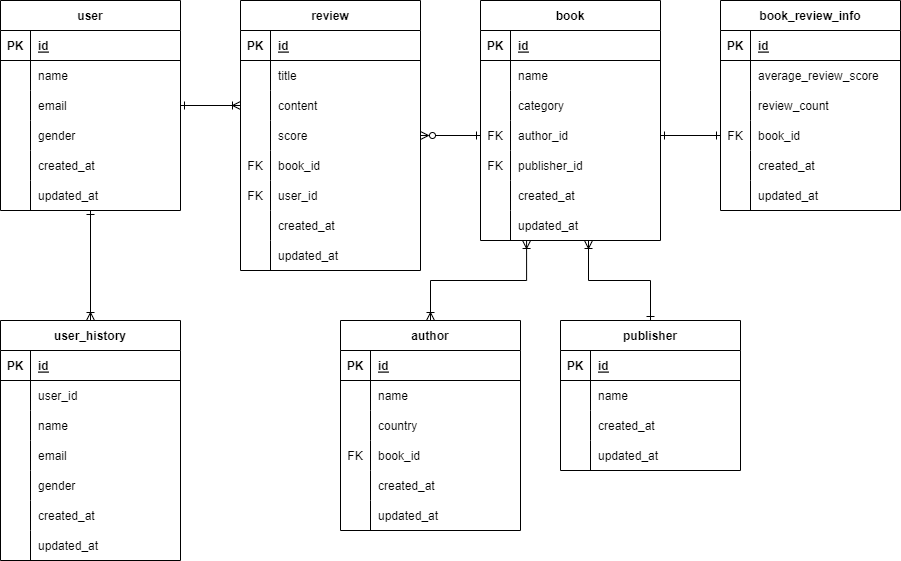 user
PK id
name
email
gender
created_at
updated_at
review
PK id
title
content
score
FK book_id
FK user_id
created_at
updated_at
book
PK id
name
category
FK author_id
FK publisher_id
created_at
updated_at
book_review_info
PK id
average_review_score
review_count
FK book_id
created_at
updated_at
user_history
PK id
user_id
name
email
gender
created_at
updated_at
author
PK id
name
country
FK book_id
created_at
updated_at
publisher
PK id
name
created_at
updated_at